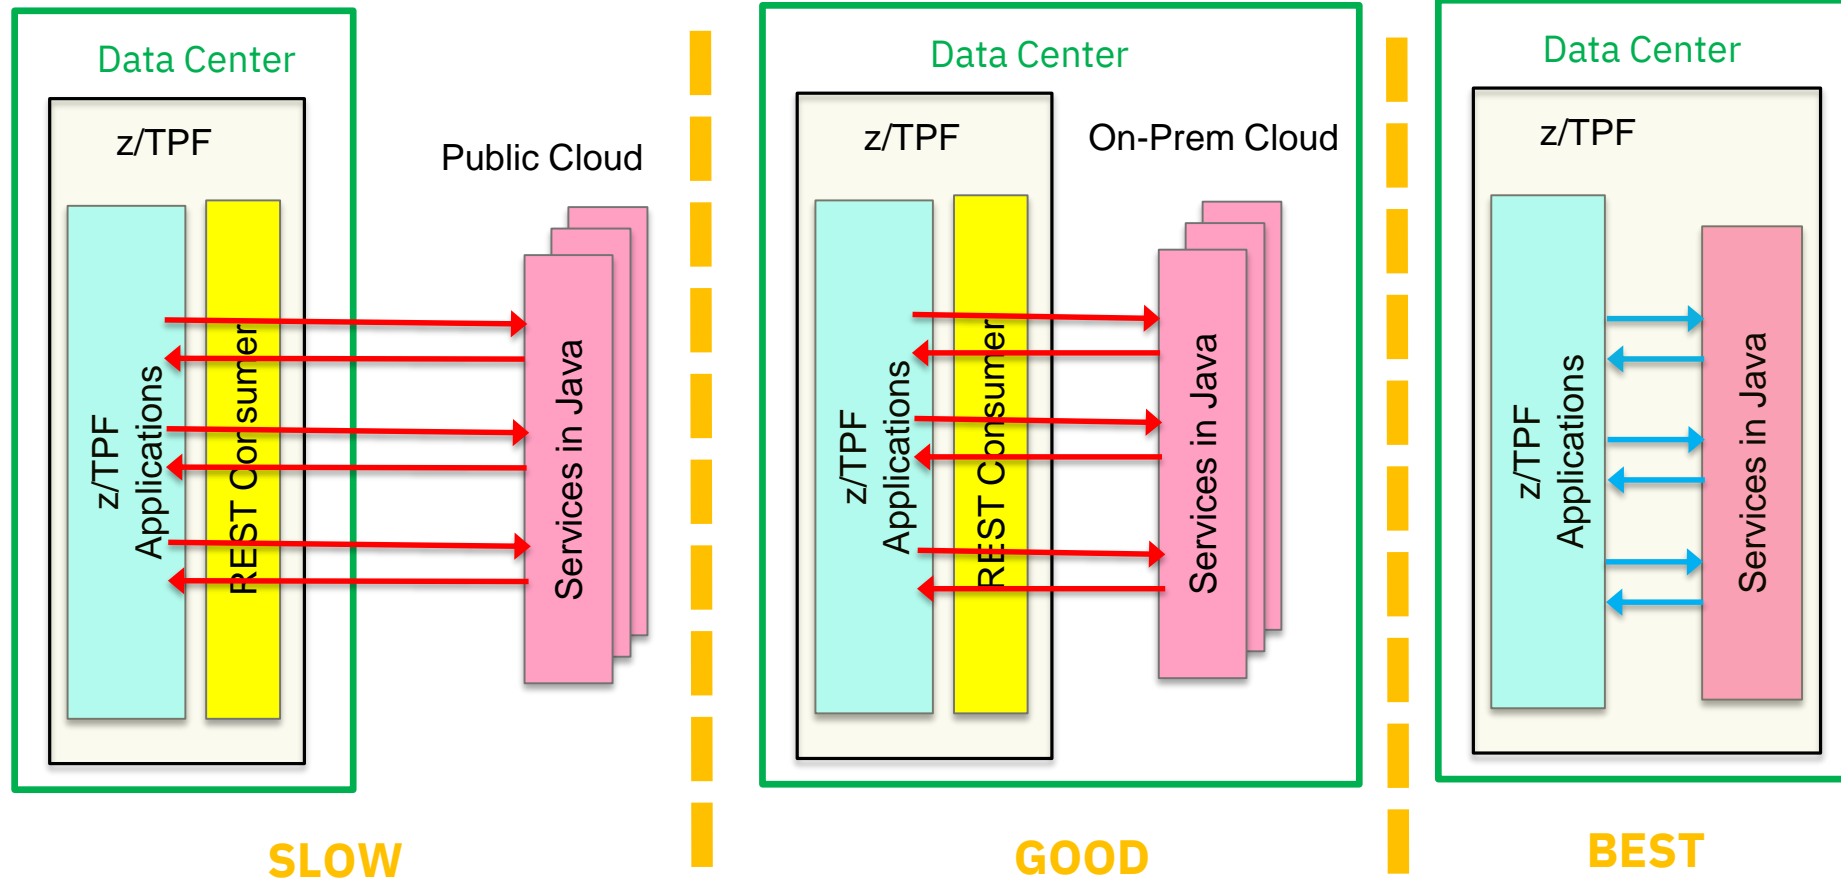 Data Center
z/TPF
Public Cloud
z/TPF
Applications
REST Consumer
Services in Java
SLOW
Data Center
z/TPF
On-Prem Cloud
z/TPF
Applications
REST Consumer
Services in Java
GOOD
Data Center
z/TPF
z/TPF
Applications
Services in Java
BEST